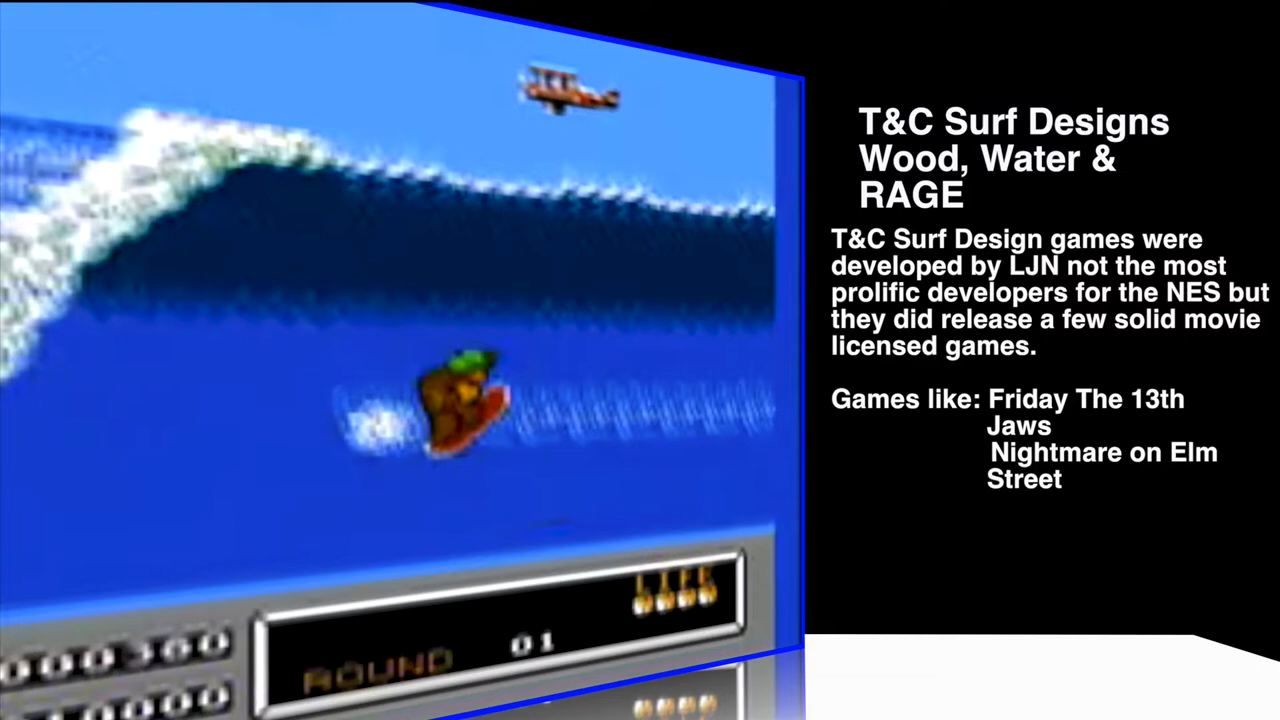 T&C Surf Designs
Wood, Water &
RAGE
T&C Surf Design games were
developed by LJN not the most
prolific developers for the NES but
they did release a few solid movie
licensed games.
Games like: Friday The 13th
Jaws
Nightmare on Elm
Street
LIFE
ROUND 01